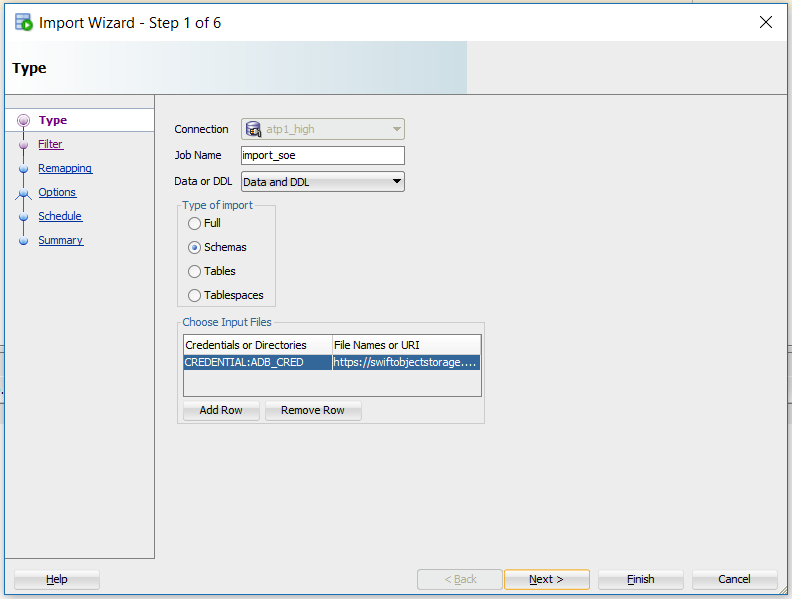 Import Wizard - Step 1 of 6
Type
Type
Filter
Remapping
Options
Schedule
Summary
Connection atp1_high
Job Name import_soe
Data or DDL Data and DDL
Type of import
Full
Schemas
Tables
Tablespaces
Choose Input Files
Credentials or Directories File Names or URI
CREDENTIAL:ADB_CRED https://swiftobjectstorage....
Add Row Remove Row
Help < Back Next > Finish Cancel